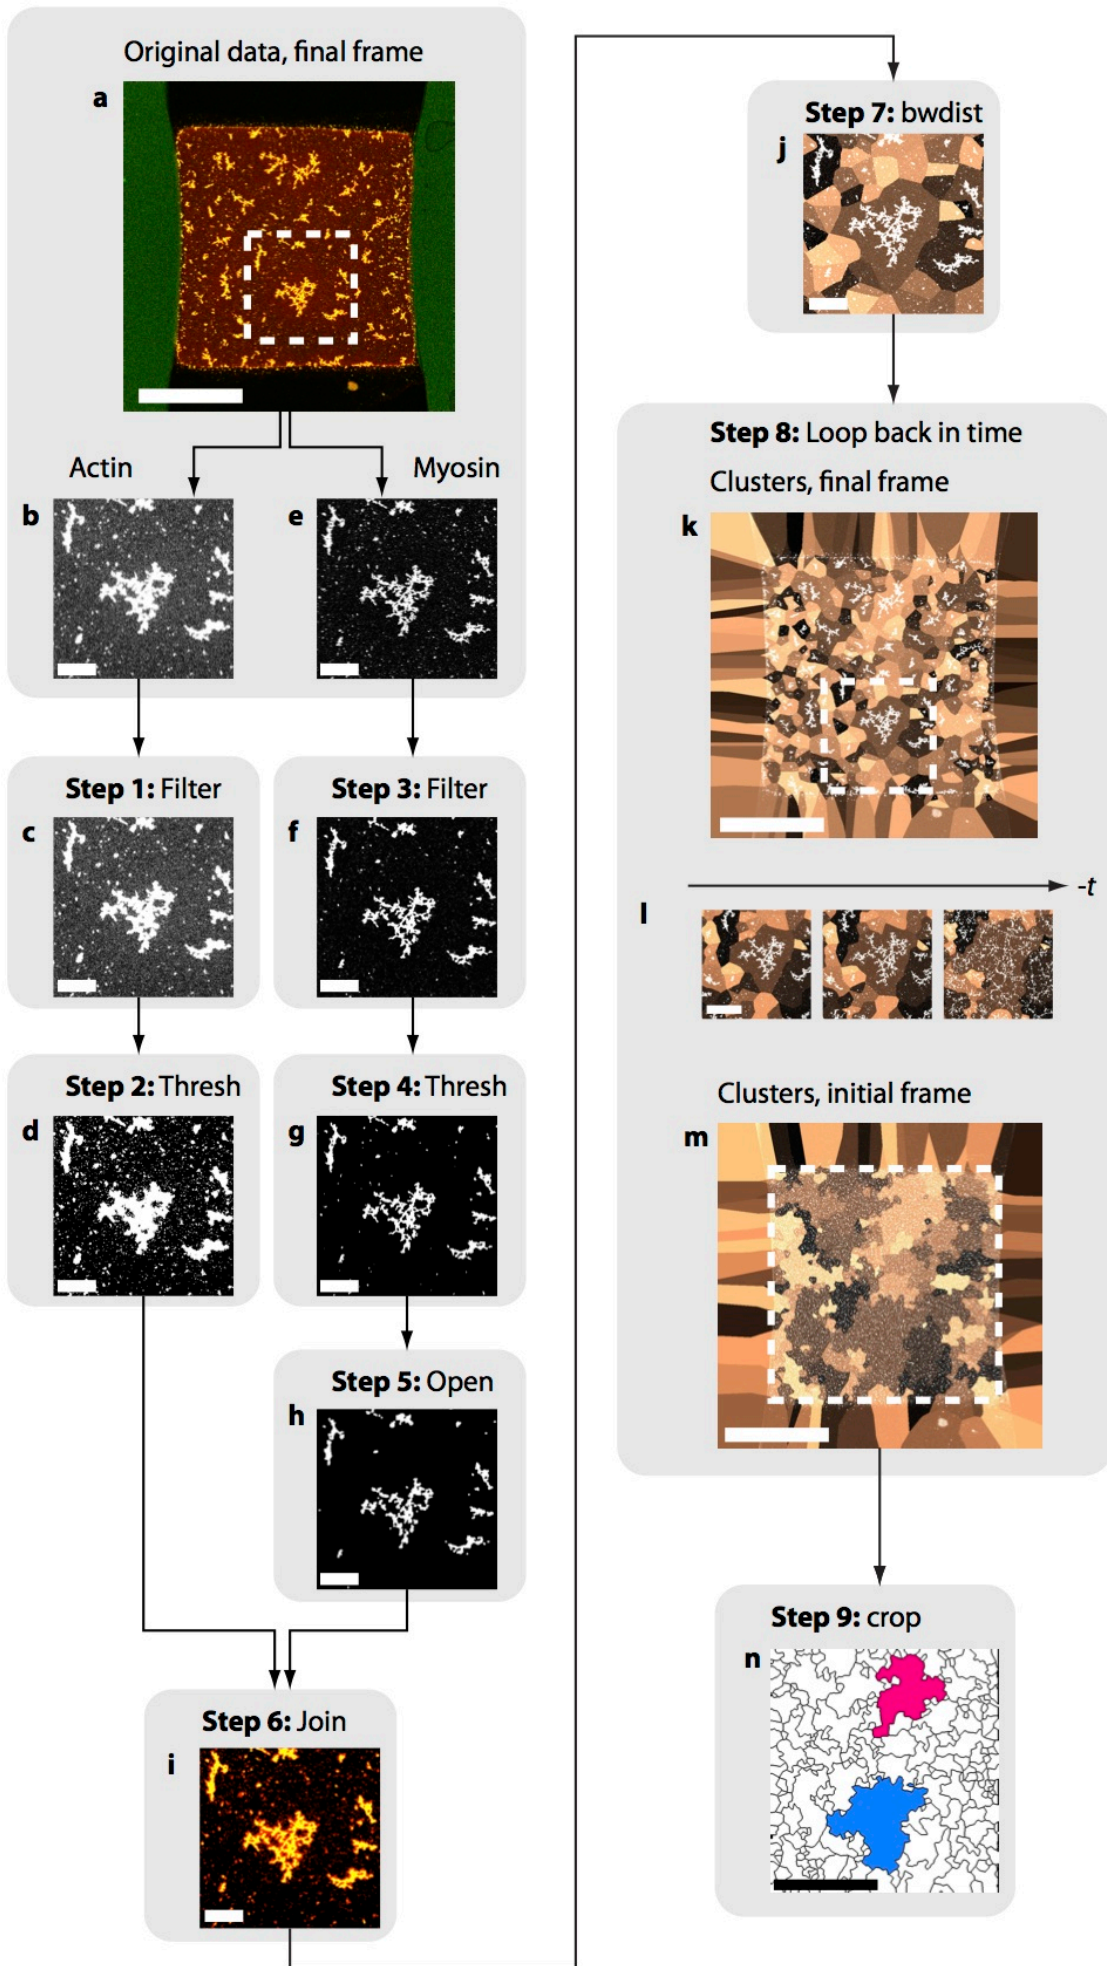 Original data, final frame
a
Actin
Myosin
b
e
Step 1: Filter
Step 3: Filter
c
f
Step 2: Thresh
Step 4: Thresh
d
g
Step 5: Open
h
Step 6: Join
i
Step 7: bwdist
j
Step 8: Loop back in time
Clusters, final frame
k
-t
l
Clusters, initial frame
m
Step 9: crop
n